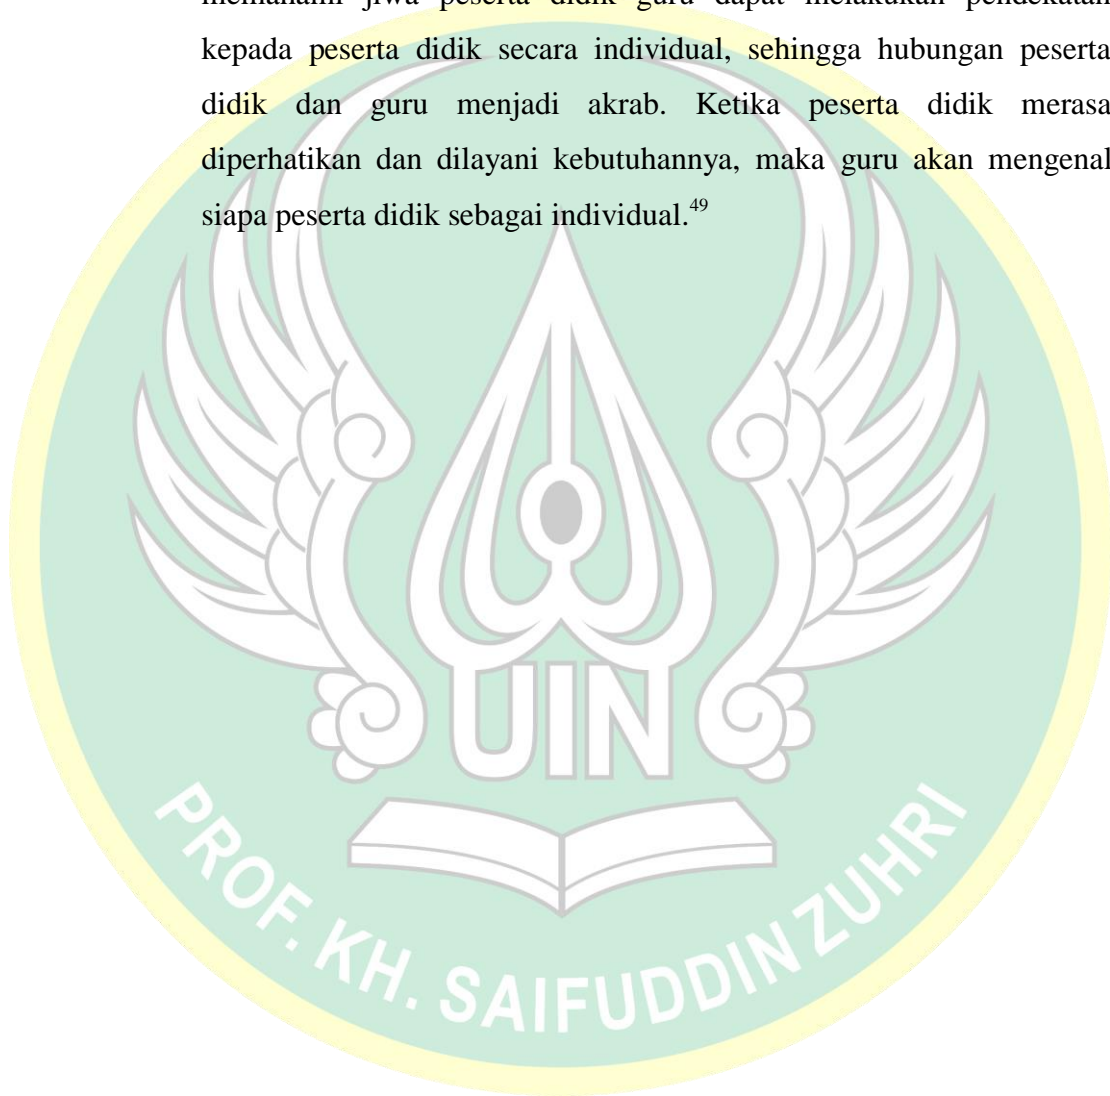 memahami jiwa peserta didik guru dapat melakukan pendekatan
kepada peserta didik secara individual, sehingga hubungan peserta
didik dan guru menjadi akrab. Ketika peserta didik merasa
diperhatikan dan dilayani kebutuhannya, maka guru akan mengenal
siapa peserta didik sebagai individual.49
UIN
PROF. KH. SAIFUDDIN ZUHRI